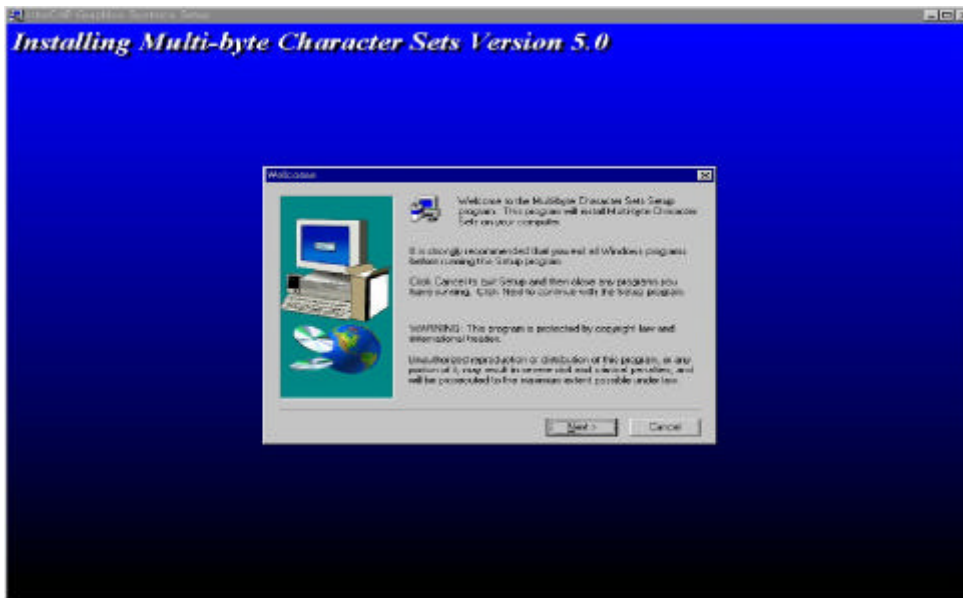 Graphics Systems Setup
Installing Multi-byte Character Sets Version 5.0
Welcome
Welcome to the Multibyte Character Sets Setup
program. This program will install Multi-byte Character
Sets on your computer.
It is strongly recommended that you exit all Windows programs
before running this Setup program.
Click Cancel to quit Setup and then close any programs you
have running. Click Next to continue with the Setup program.
WARNING: This program is protected by copyright law and
international treaties.
Unauthorized reproduction or distribution of this program, or any
portion of it, may result in severe civil and criminal penalties, and
will be prosecuted to the maximum extent possible under law.
Next >
Cancel